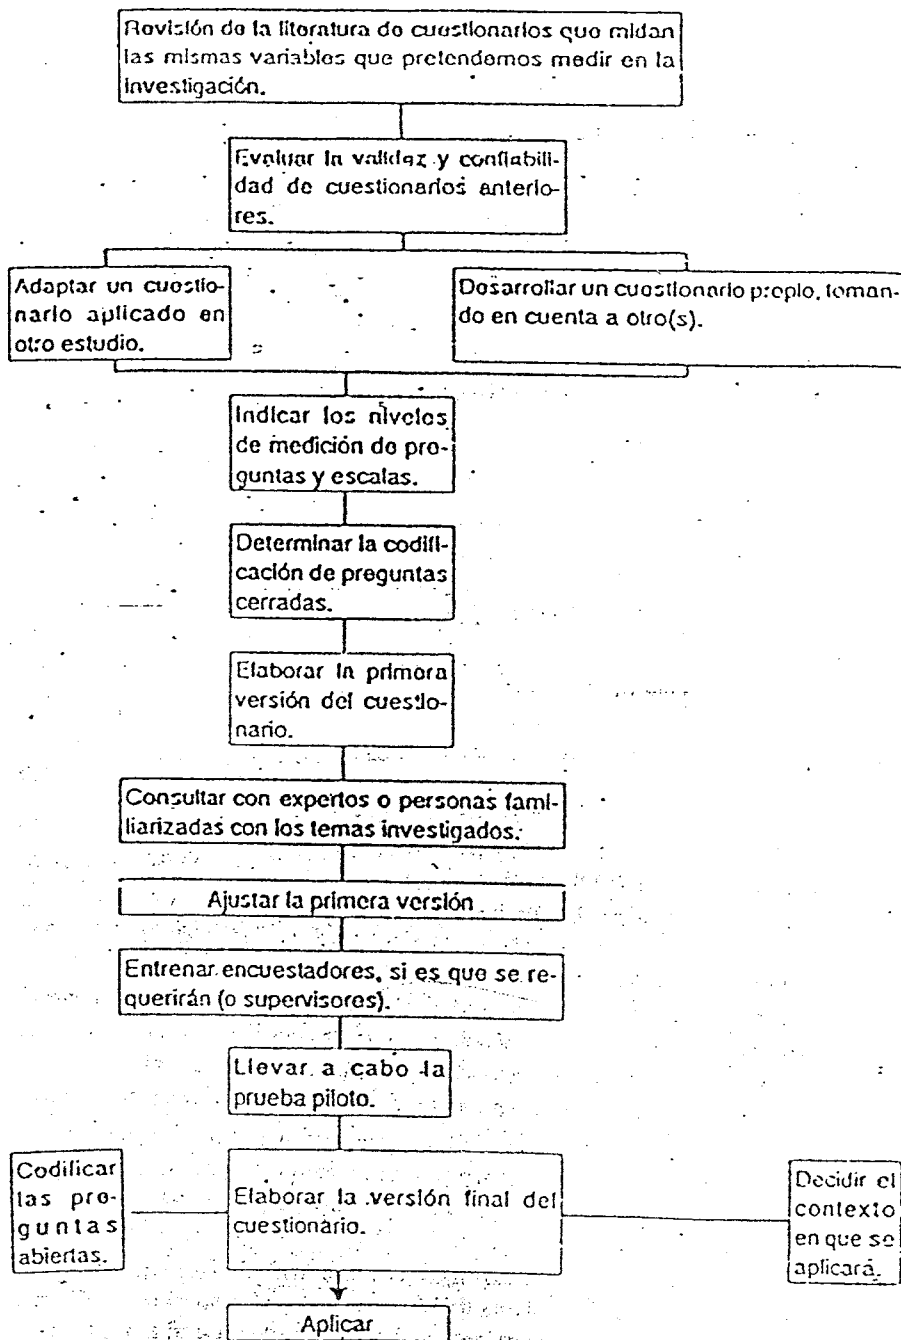 Revisión de la literatura de cuestionarios que midan
las mismas variables que pretendemos medir en la
investigación.
Evaluar la validez y confiabili-
dad de cuestionarios anterio-
res.
Adaptar un cuestio-
nario aplicado en
otro estudio.
Desarrollar un cuestionario propio, toman-
do en cuenta a otro(s).
Indicar los niveles
de medición de pre-
guntas y escalas.
Determinar la codifi-
cación de preguntas
cerradas.
Elaborar la primera
versión del cuestio-
nario.
Consultar con expertos o personas fami-
liarizadas con los temas investigados.
Ajustar la primera versión
Entrenar encuestadores, si es que se re-
querirán (o supervisores).
Llevar a cabo la
prueba piloto.
Codificar
las pre-
guntas
abiertas.
Elaborar la versión final del
cuestionario.
Decidir el
contexto
en que se
aplicará.
Aplicar